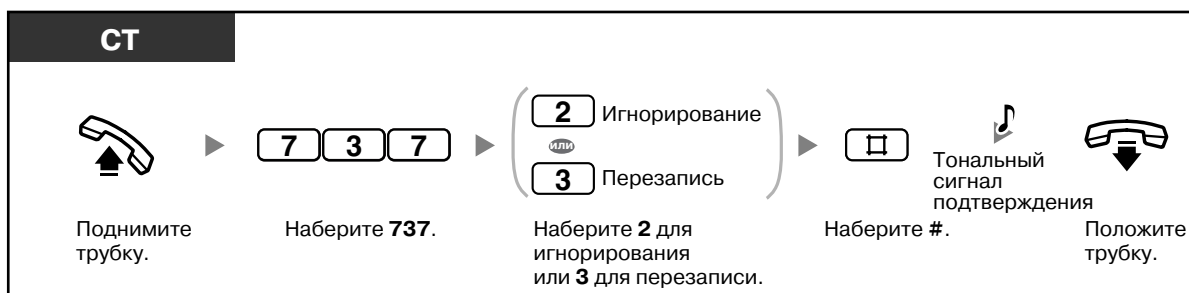 СТ
7 3 7
2 Игнорирование
или
3 Перезапись
Тональный
сигнал
подтверждения
Поднимите
трубку.
Наберите 737.
Наберите 2 для
игнорирования
или 3 для перезаписи.
Наберите #.
Положите
трубку.